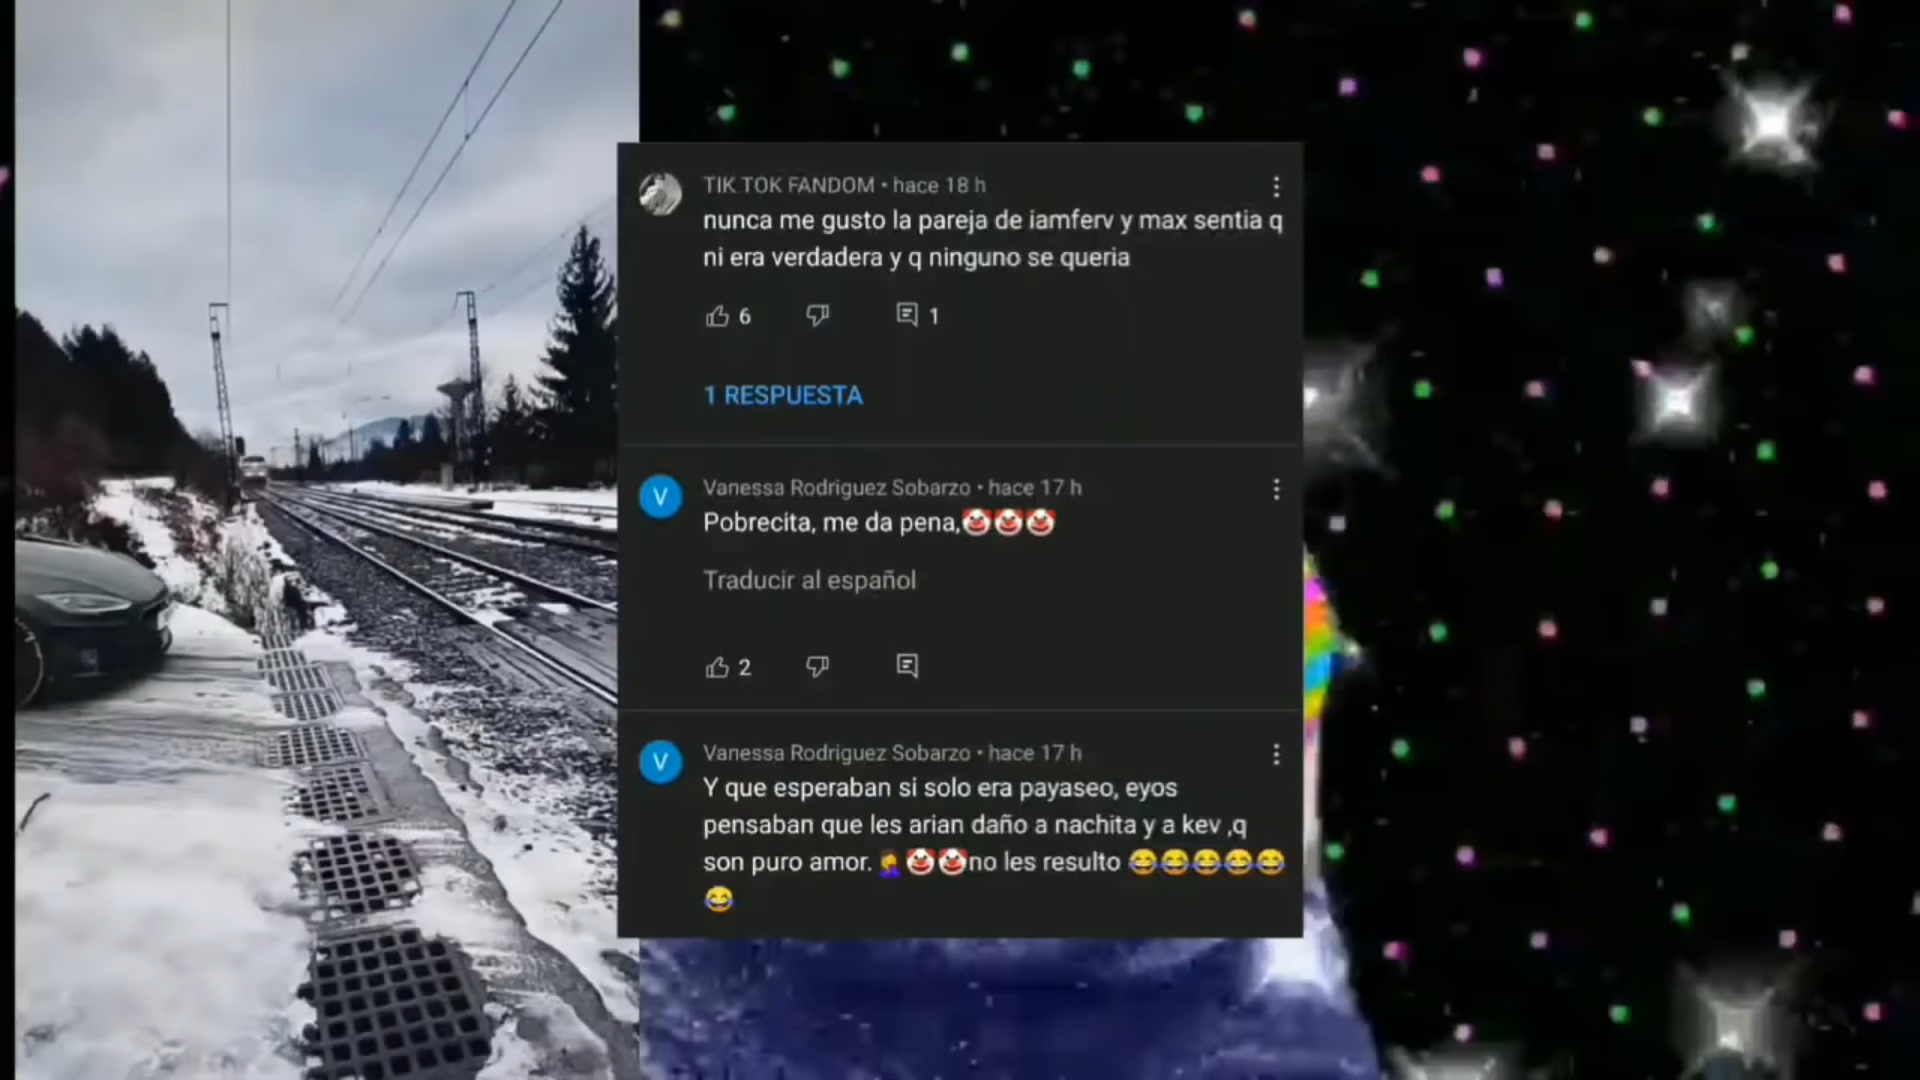 TIK TOK FANDOM • hace 18 h
nunca me gusto la pareja de iamferv y max sentia q
ni era verdadera y q ninguno se queria
6
1
1 RESPUESTA
V
Vanessa Rodriguez Sobarzo • hace 17 h
Pobrecita, me da pena,🤡🤡🤡
Traducir al español
2
V
Vanessa Rodriguez Sobarzo • hace 17 h
Y que esperaban si solo era payaseo, eyos
pensaban que les arian daño a nachita y a kev ,q
son puro amor. 🤦‍♀️🤡🤡no les resulto 😂😂😂😂😂
😂